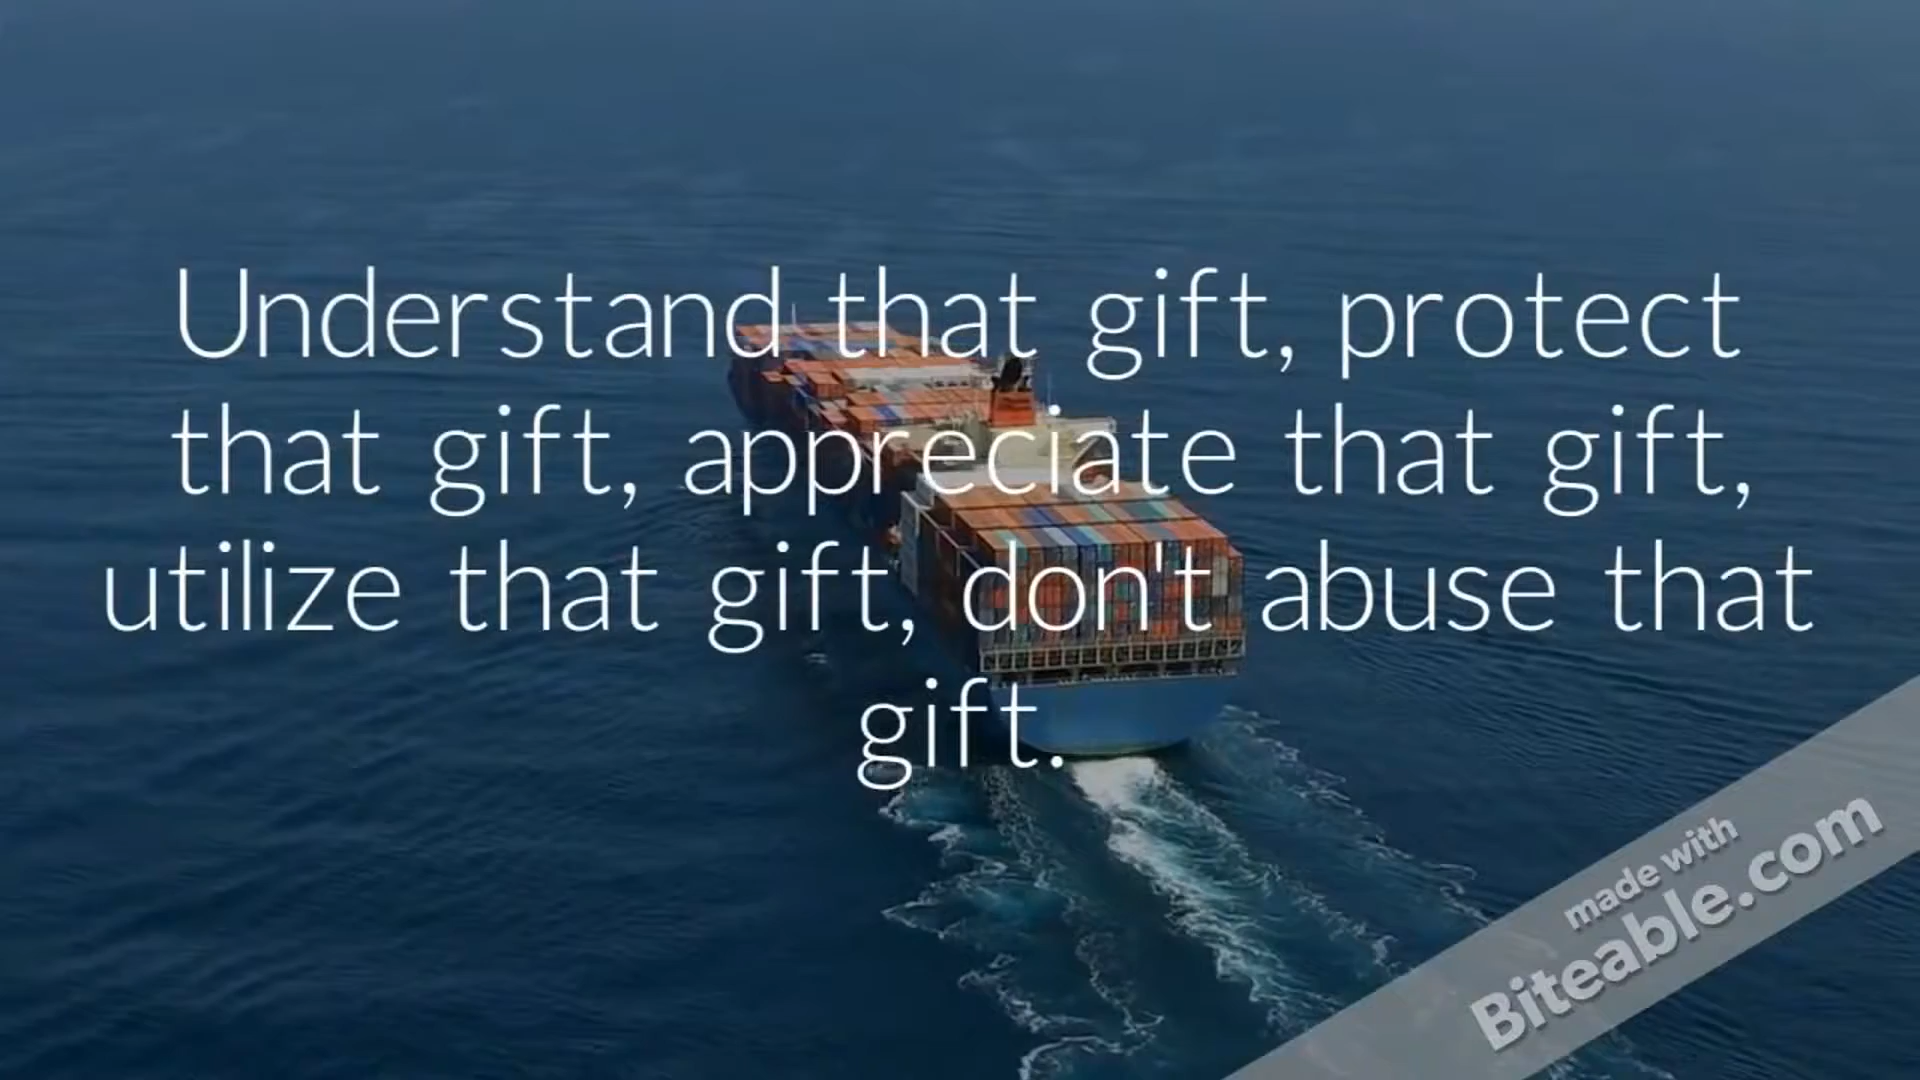 Understand that gift, protect
that gift, appreciate that gift,
utilize that gift, don't abuse that
gift.
made with
Biteable.com